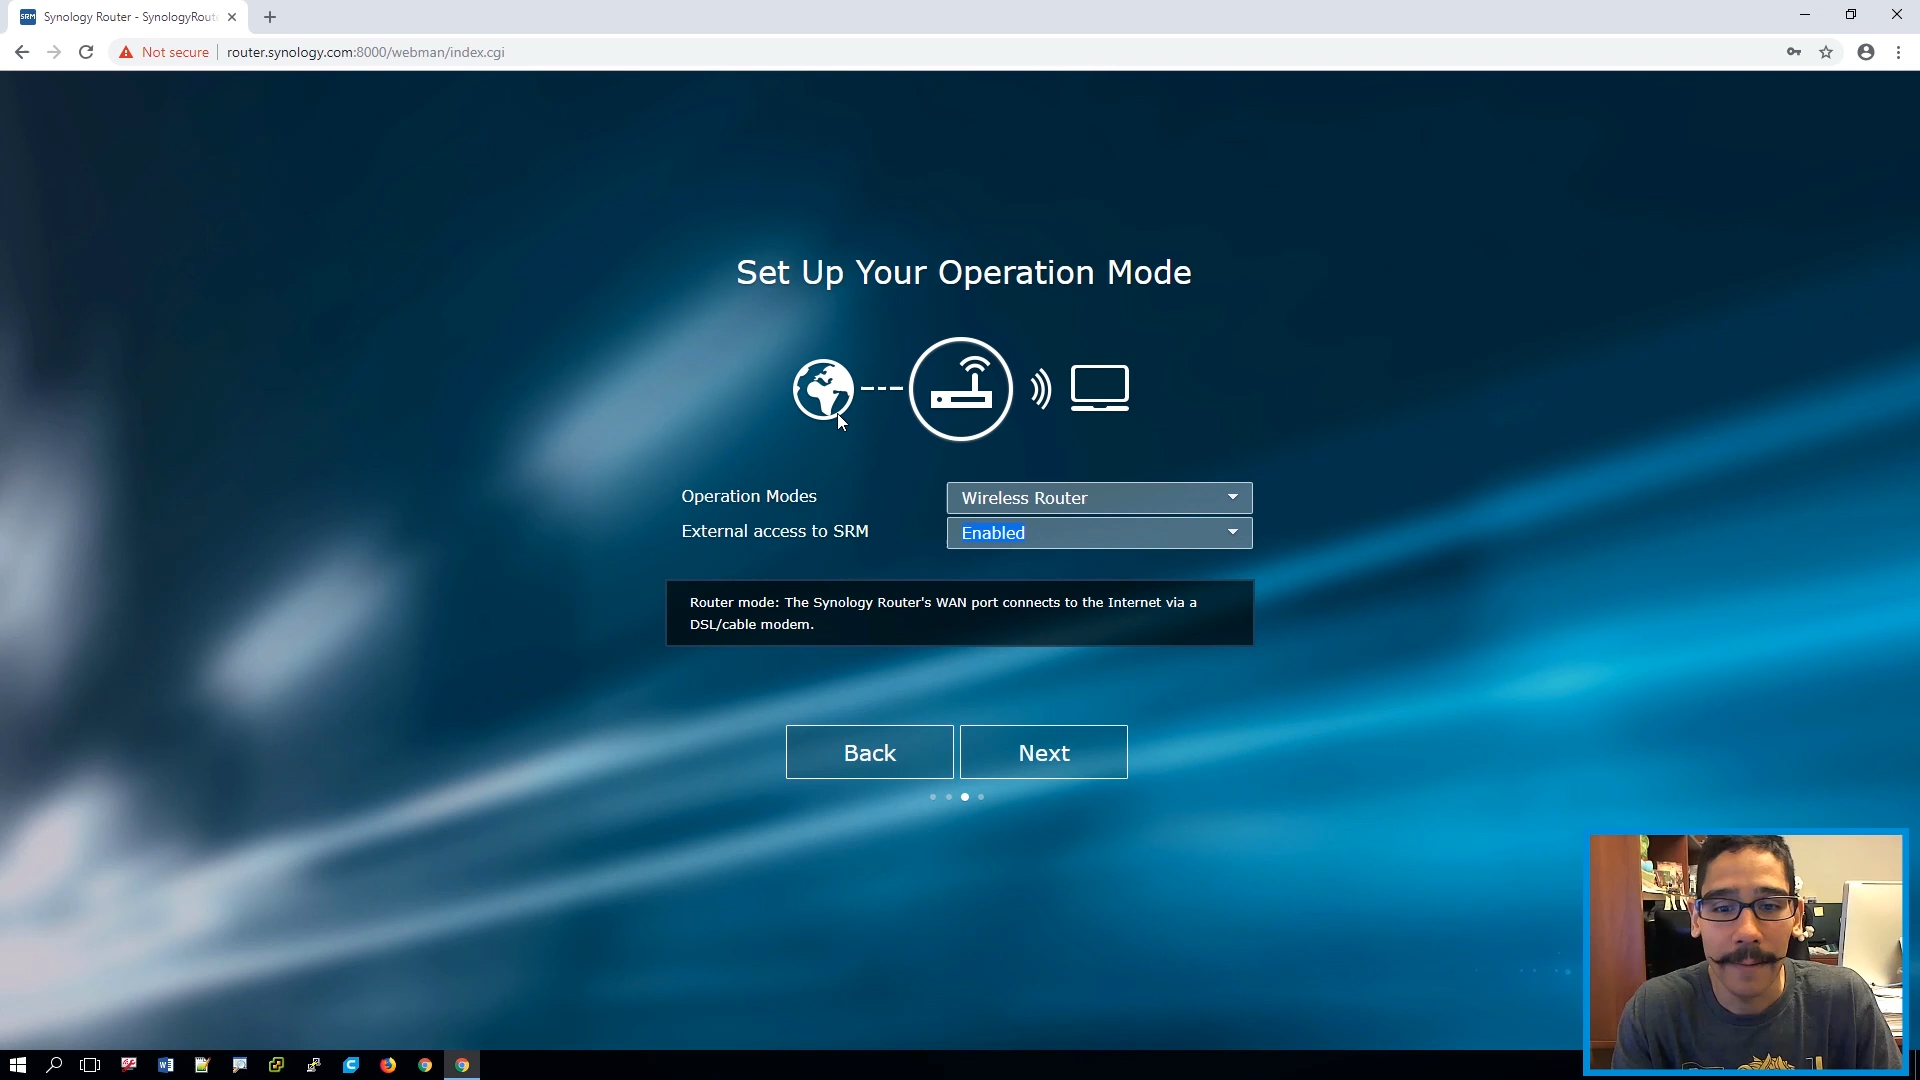 SRM Synology Router - SynologyRout
Not secure router.synology.com:8000/webman/index.cgi
Set Up Your Operation Mode
Operation Modes Wireless Router
External access to SRM Enabled
Router mode: The Synology Router's WAN port connects to the Internet via a
DSL/cable modem.
Back Next